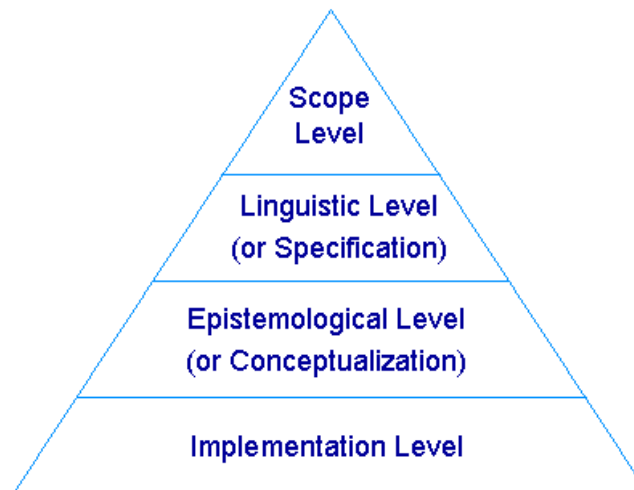 Scope
Level
Linguistic Level
(or Specification)
Epistemological Level
(or Conceptualization)
Implementation Level